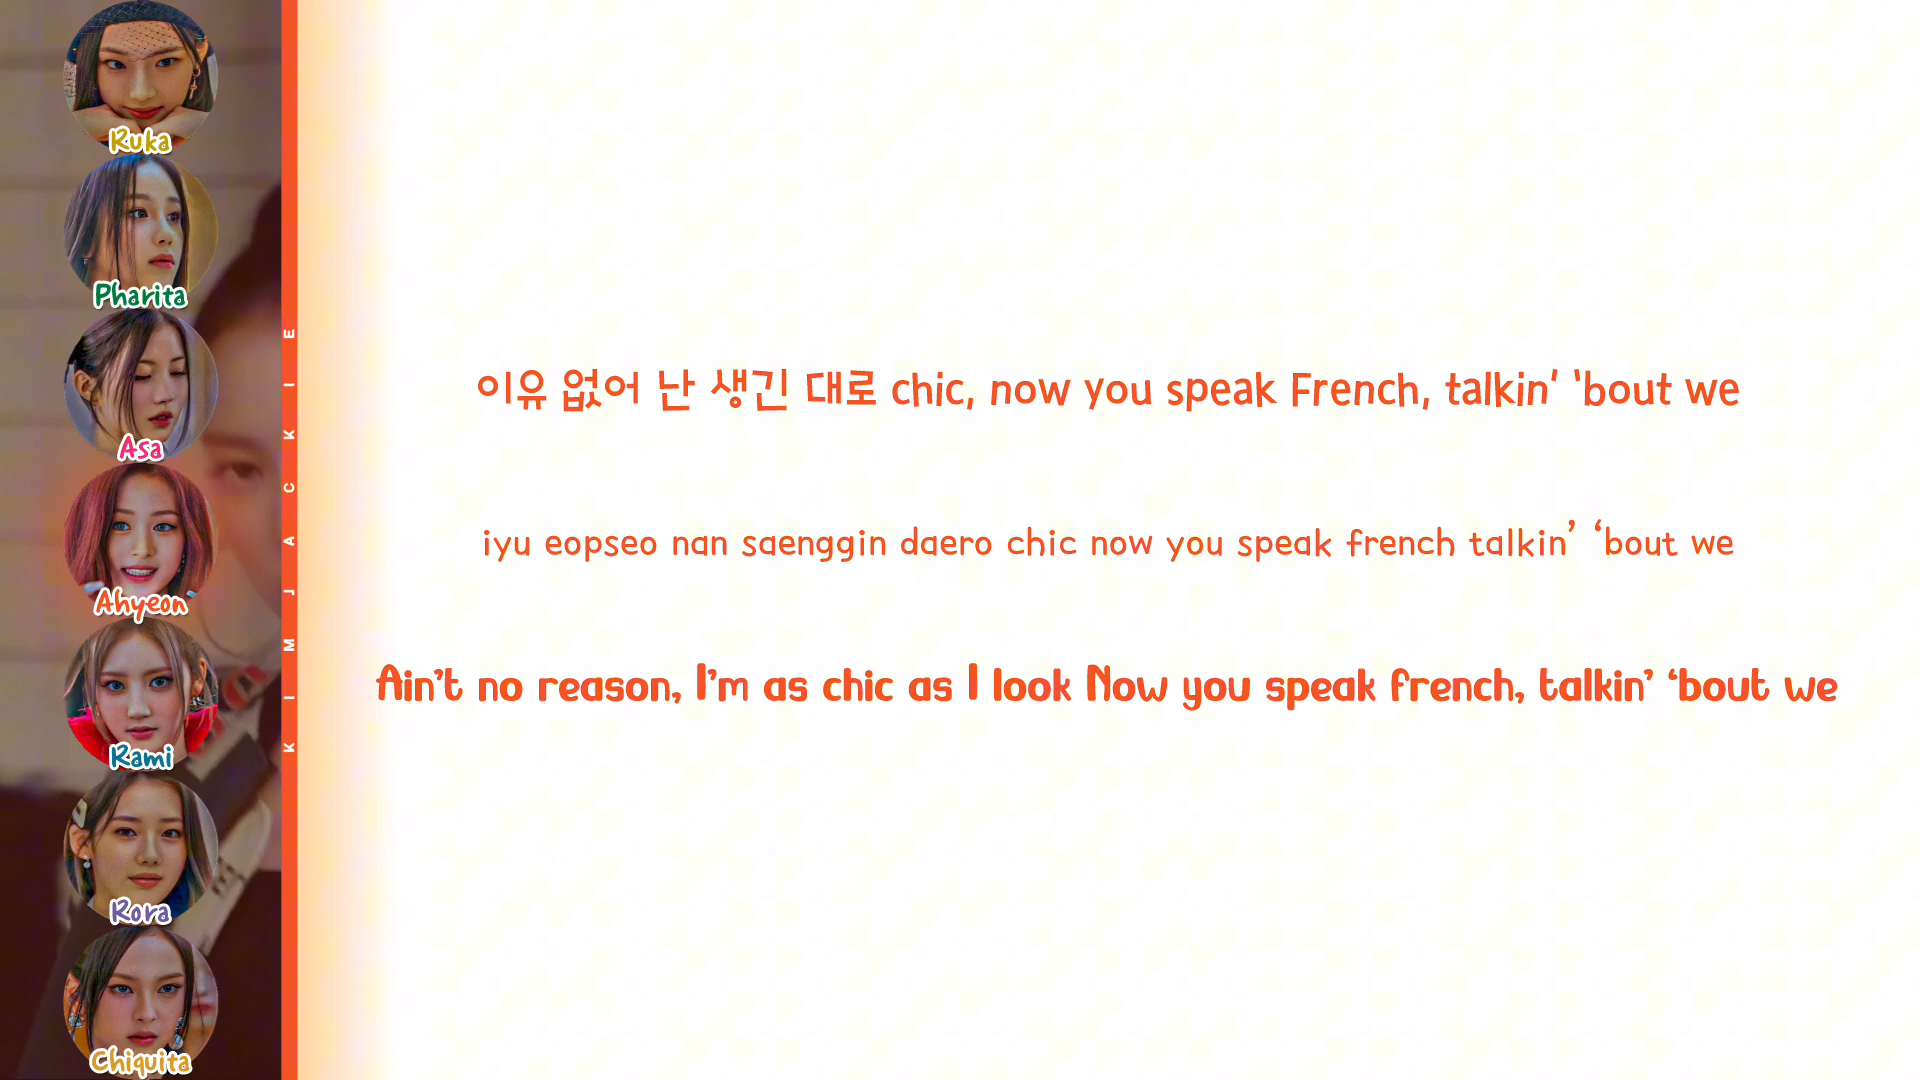 Ruka
Pharita
Asa
Ahyeon
Rami
Rora
Chiquita
KIMJACKIE
이유 없어 난 생긴 대로 chic, now you speak French, talkin’ ‘bout we
iyu eopseo nan saenggin daero chic now you speak french talkin’ ‘bout we
Ain’t no reason, I’m as chic as I look Now you speak french, talkin’ ‘bout we